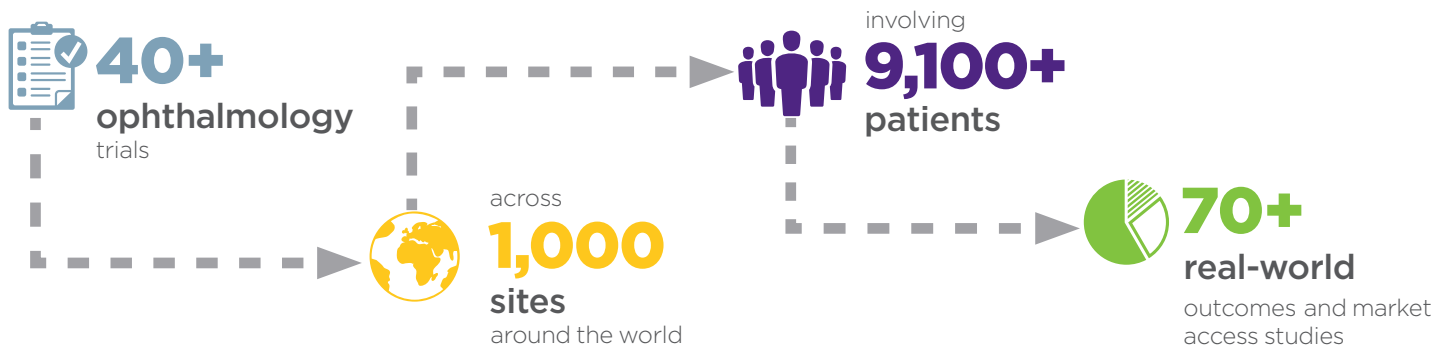 40+
ophthalmology
trials
across
1,000
sites
around the world
involving
9,100+
patients
70+
real-world
outcomes and market
access studies